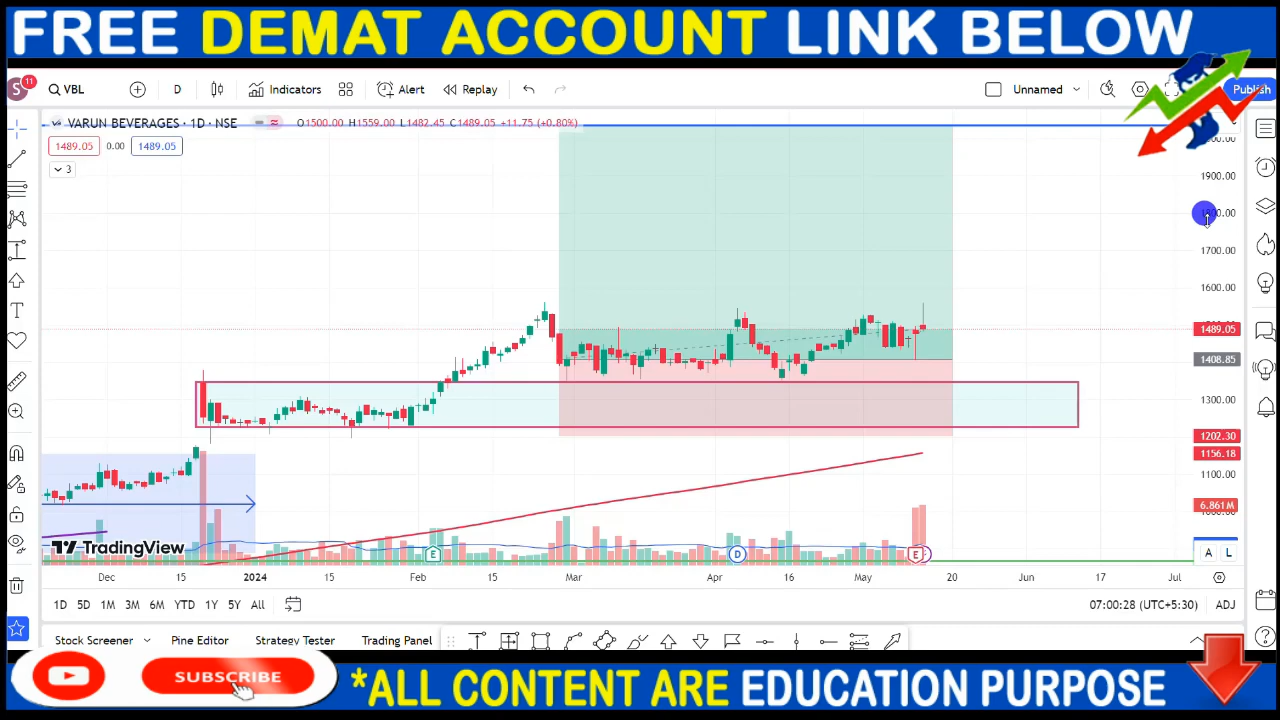 FREE DEMAT ACCOUNT LINK BELOW
S 11 VBL D Indicators Alert Replay Unnamed Publish
VARUN BEVERAGES · 1D · NSE O1500.00 H1559.00 L1482.45 C1489.05 +11.75 (+0.80%)
1489.05 0.00 1489.05
3
1900.00
1700.00
1600.00
1489.05
1408.85
1300.00
1202.30
1156.18
1100.00
6.861M
TradingView
E D E
A L
Dec 15 2024 15 Feb 15 Mar Apr 16 May 20 Jun 17 Jul
1D 5D 1M 3M 6M YTD 1Y 5Y All 07:00:28 (UTC+5:30) ADJ
Stock Screener Pine Editor Strategy Tester Trading Panel
SUBSCRIBE
*ALL CONTENT ARE EDUCATION PURPOSE